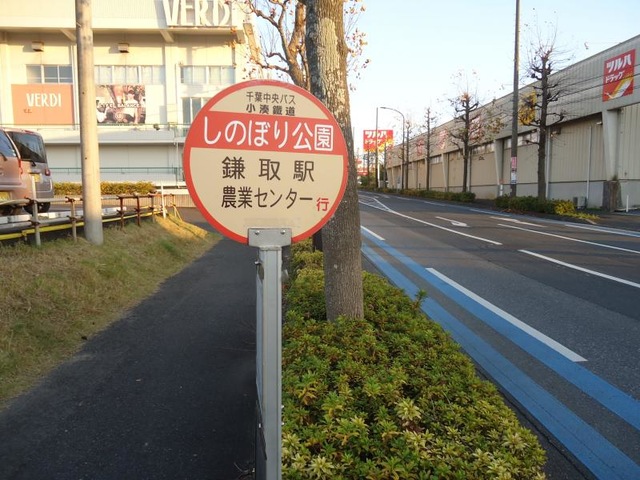 VERDI
VERDI
千葉中央バス
小湊鐵道
しのぼり公園
鎌取駅
農業センター行
ツルハ
ドラッグ